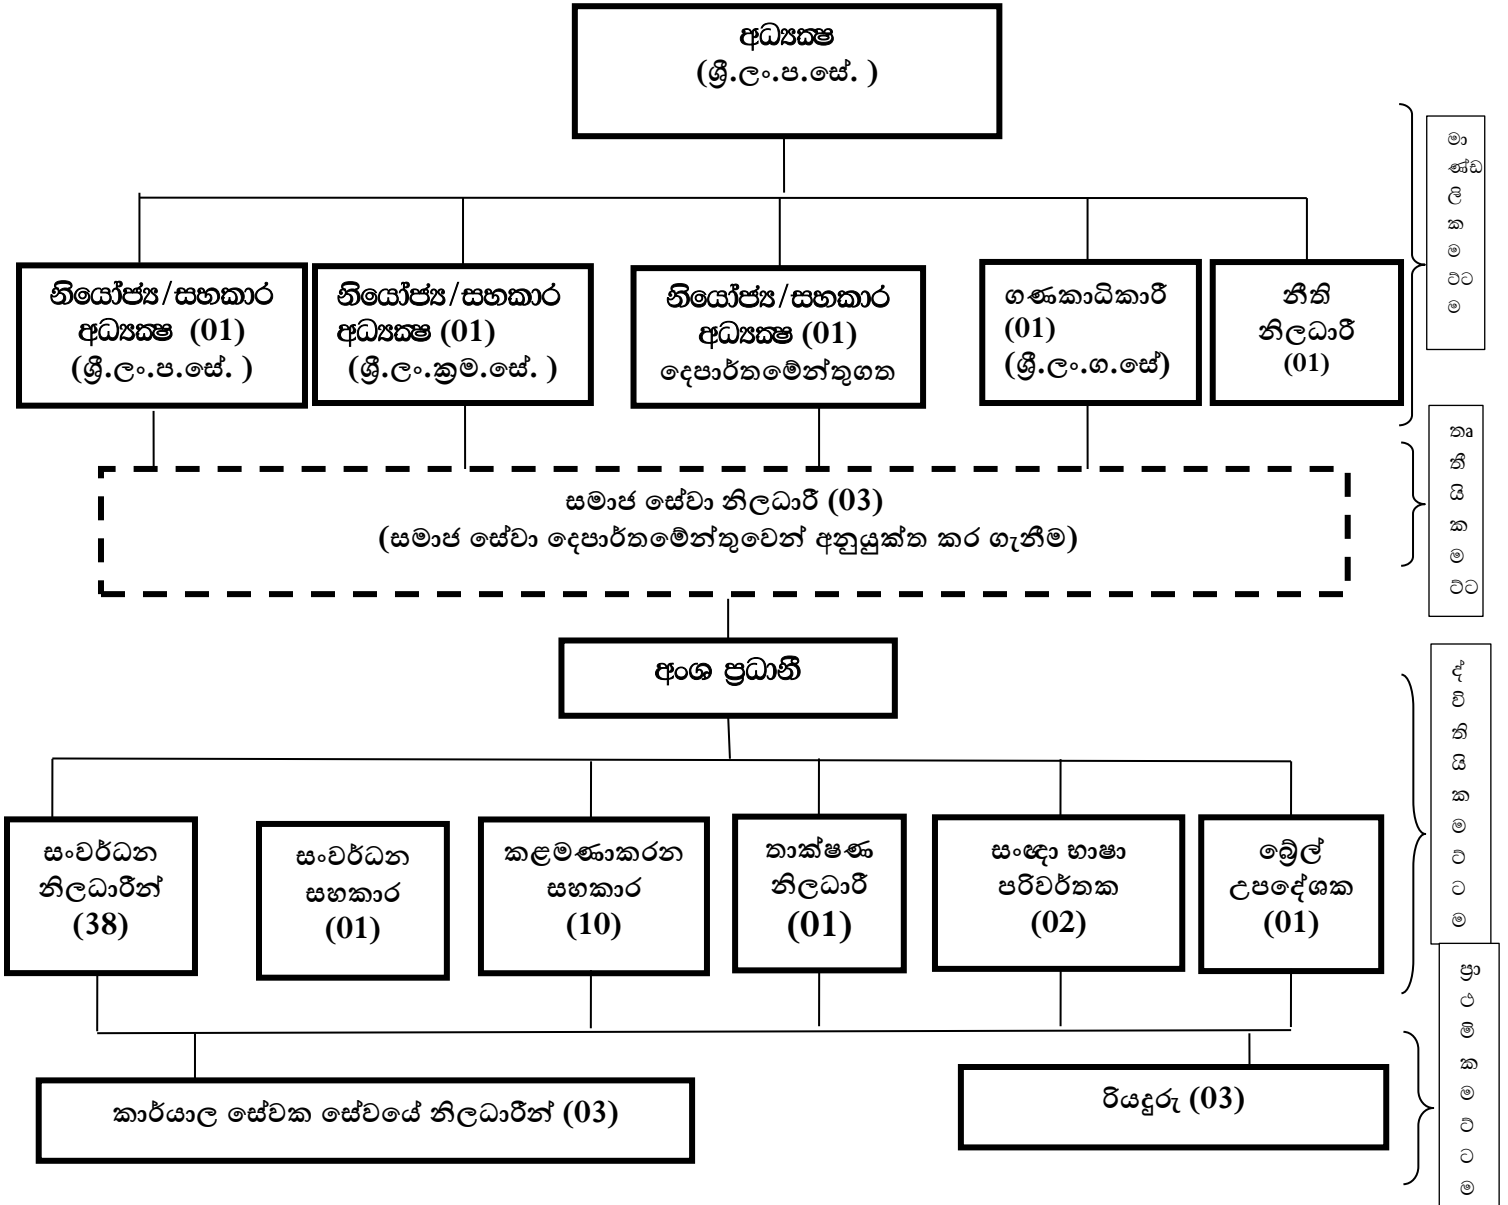 අධ්‍යක්ෂ
(ශ්‍රී.ලං.ප.සේ. )
නියෝජ්‍ය/සහකාර
අධ්‍යක්ෂ (01)
(ශ්‍රී.ලං.ප.සේ. )
නියෝජ්‍ය/සහකාර
අධ්‍යක්ෂ (01)
(ශ්‍රී.ලං.ක්‍රම.සේ. )
නියෝජ්‍ය/සහකාර
අධ්‍යක්ෂ (01)
දෙපාර්තමේන්තුගත
ගණකාධිකාරී
(01)
(ශ්‍රී.ලං.ග.සේ)
නීති
නිලධාරී
(01)
මා
ණ්ඩ
ලි
ක
ම
ට්ට
ම
සමාජ සේවා නිලධාරී (03)
(සමාජ සේවා දෙපාර්තමේන්තුවෙන් අනුයුක්ත කර ගැනීම)
තෘ
තී
යි
ක
ම
ට්ට
අංශ ප්‍රධානී
සංවර්ධන
නිලධාරීන්
(38)
සංවර්ධන
සහකාර
(01)
කළමණාකරන
සහකාර
(10)
තාක්ෂණ
නිලධාරී
(01)
සංඥා භාෂා
පරිවර්තක
(02)
බ්‍රේල්
උපදේශක
(01)
ද්
වි
ති
යි
ක
ම
ට්
ට
ම
කාර්යාල සේවක සේවයේ නිලධාරීන් (03)
රියදුරු (03)
ප්‍රා
ථ
මි
ක
ම
ට්
ට
ම